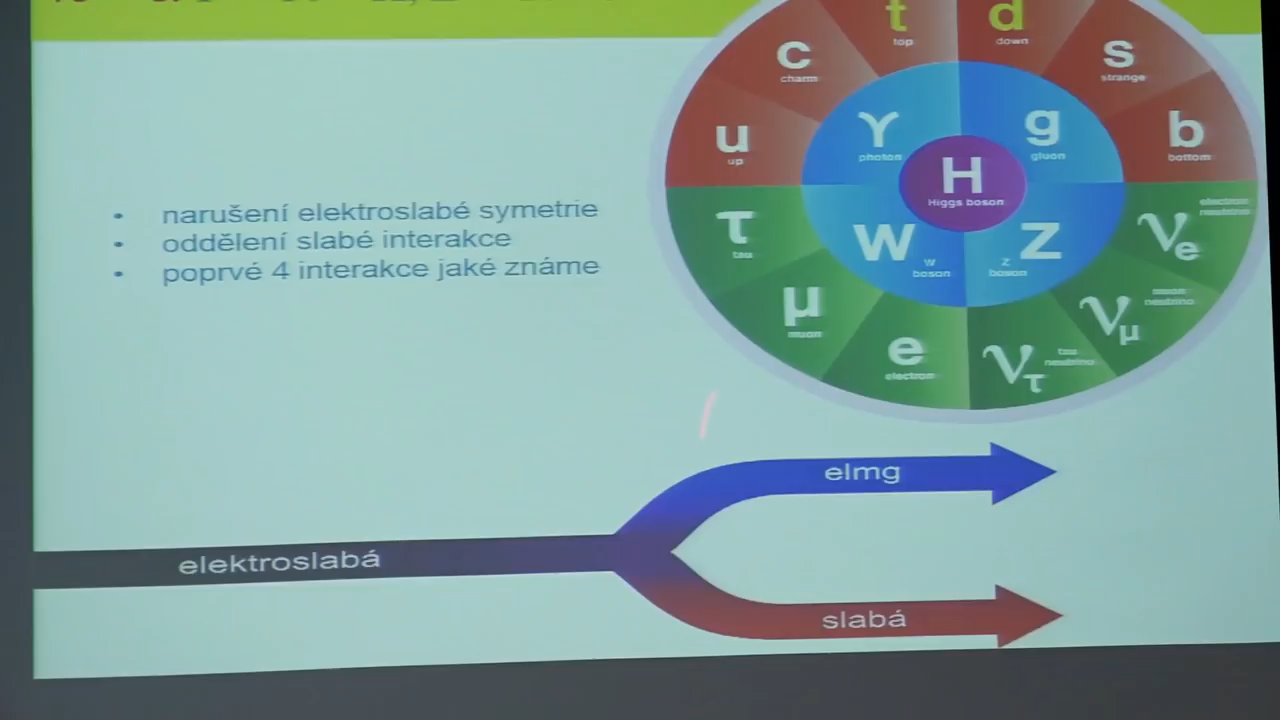 t
top
d
down
c
charm
s
strange
u
up
γ
photon
g
gluon
b
bottom
H
Higgs boson
τ
tau
W
W
boson
Z
Z
boson
νe
electron
neutrino
μ
muon
νμ
muon
neutrino
e
electron
ντ
tau
neutrino
• narušení elektroslabé symetrie
• oddělení slabé interakce
• poprvé 4 interakce jaké známe
elmg
elektroslabá
slabá